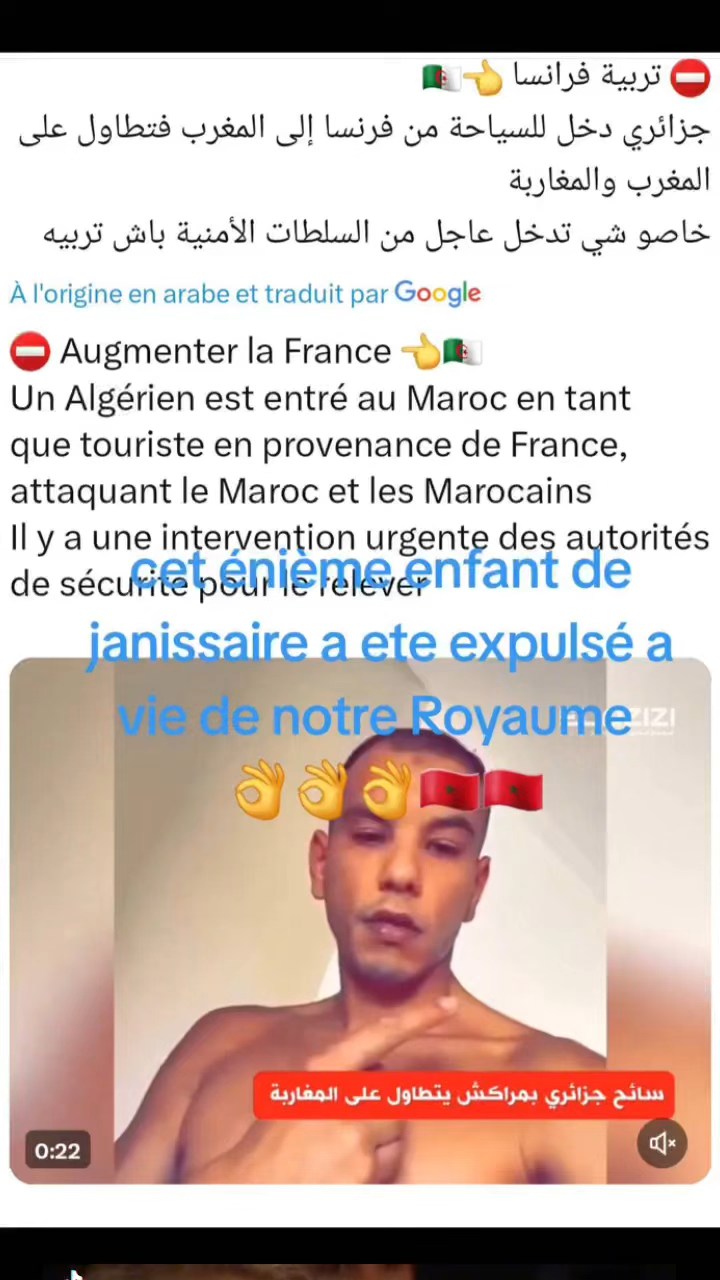 ⛔ تربية فرانسا 👈🇩🇿
جزائري دخل للسياحة من فرنسا إلى المغرب فتطاول على
المغرب والمغاربة
خاصو شي تدخل عاجل من السلطات الأمنية باش تربيه
À l'origine en arabe et traduit par Google
⛔ Augmenter la France 👈🇩🇿
Un Algérien est entré au Maroc en tant
que touriste en provenance de France,
attaquant le Maroc et les Marocains
Il y a une intervention urgente des autorités
de sécurité pour le relever
cet énième enfant de
janissaire a ete expulsé a
vie de notre Royaume
👌👌👌🇲🇦🇲🇦
سائح جزائري بمراكش يتطاول على المغاربة
0:22